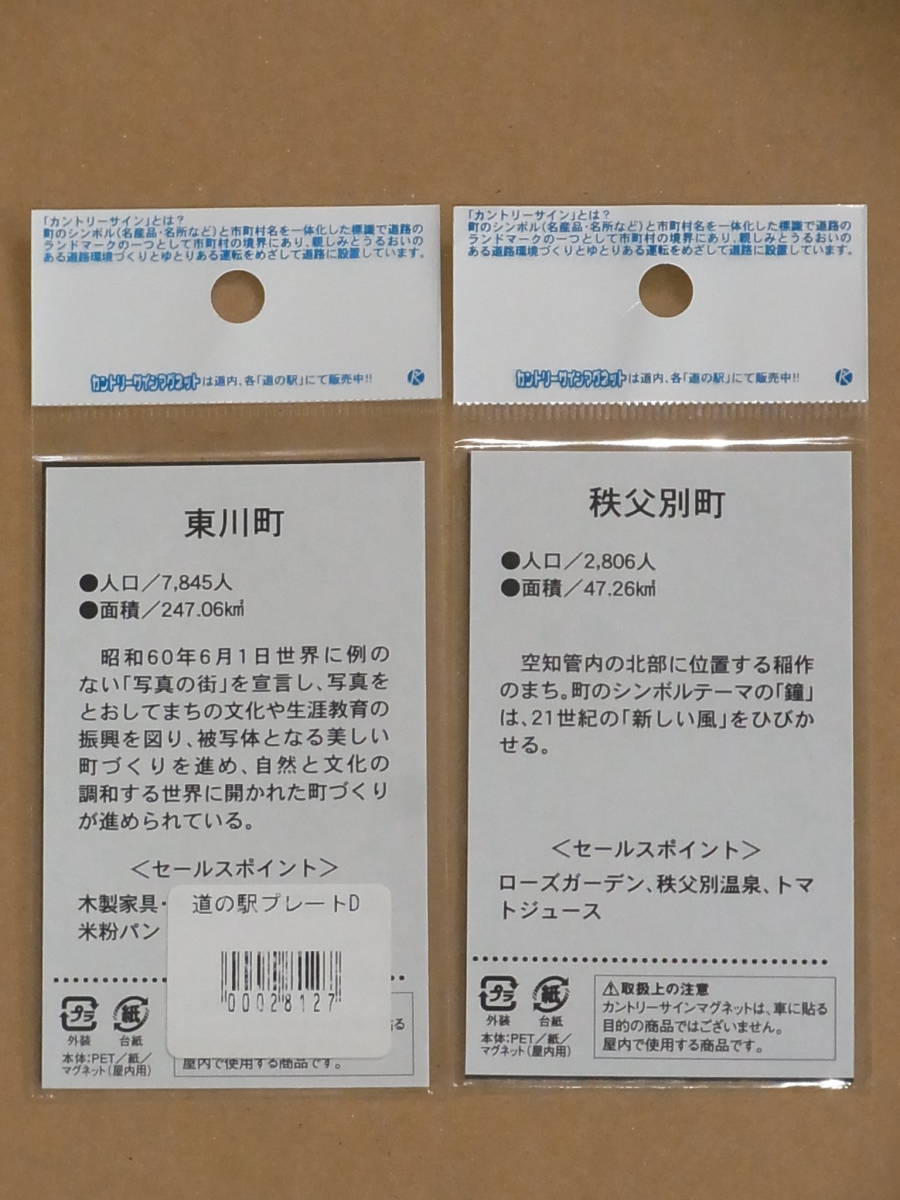 「カントリーサイン」とは？
町のシンボル(名産品・名所など)と市町村名を一体化した標識で道路の
ランドマークの一つとして市町村の境界にあり、親しみとうるおいの
ある道路環境づくりとゆとりある運転をめざして道路に設置しています。
カントリーサインマグネットは道内、各「道の駅」にて販売中!!
東川町
●人口／7,845人
●面積／247.06㎢
昭和60年6月1日世界に例の
ない「写真の街」を宣言し、写真を
とおしてまちの文化や生涯教育の
振興を図り、被写体となる美しい
町づくりを進め、自然と文化の
調和する世界に開かれた町づくり
が進められている。
＜セールスポイント＞
木製家具・
米粉パン
道の駅プレートD
00028127
プラ
外装
紙
台紙
本体：PET／紙／
マグネット(屋内用)
貼る
屋内で使用する商品です。
「カントリーサイン」とは？
町のシンボル(名産品・名所など)と市町村名を一体化した標識で道路の
ランドマークの一つとして市町村の境界にあり、親しみとうるおいの
ある道路環境づくりとゆとりある運転をめざして道路に設置しています。
カントリーサインマグネットは道内、各「道の駅」にて販売中!!
秩父別町
●人口／2,806人
●面積／47.26㎢
空知管内の北部に位置する稲作
のまち。町のシンボルテーマの「鐘」
は、21世紀の「新しい風」をひびか
せる。
＜セールスポイント＞
ローズガーデン、秩父別温泉、トマ
トジュース
プラ
外装
紙
台紙
本体：PET／紙／
マグネット(屋内用)
⚠取扱上の注意
カントリーサインマグネットは、車に貼る
目的の商品ではございません。
屋内で使用する商品です。